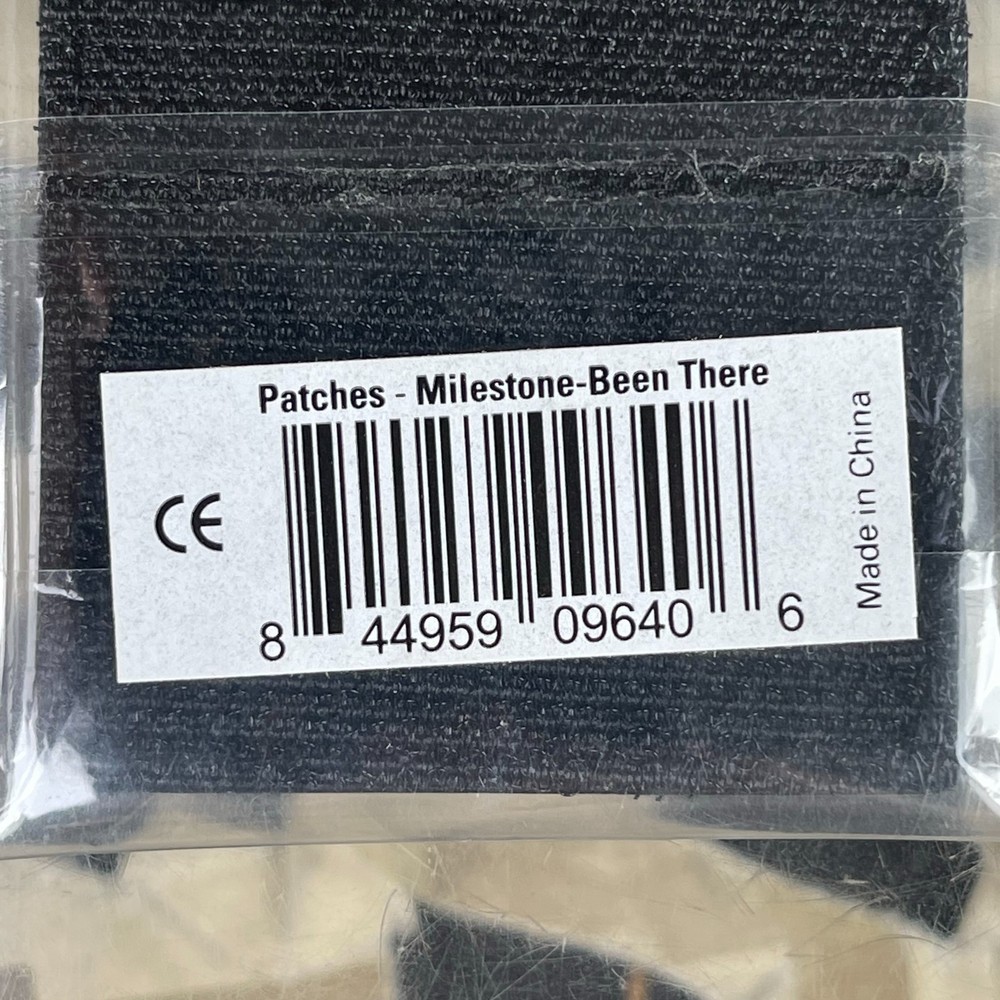 Patches - Milestone-Been There
CE
8 44959 09640 6
Made in China